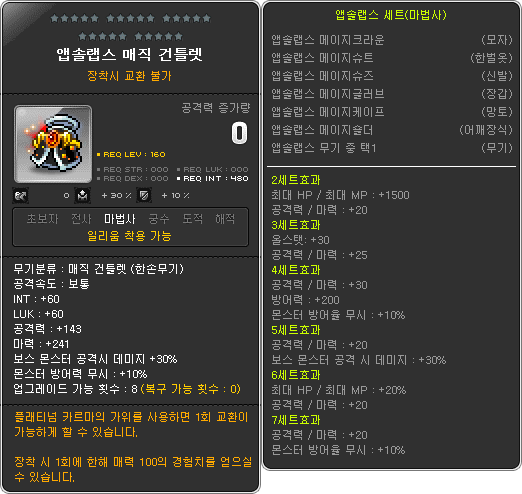 앱솔랩스 매직 건틀렛
장착시 교환 불가
공격력 증가량
0
REQ LEV : 160
REQ STR : 000 REQ LUK : 000
REQ DEX : 000 REQ INT : 480
0 + 30 % + 10 %
초보자 전사 마법사 궁수 도적 해적
일리움 착용 가능
무기분류 : 매직 건틀렛 (한손무기)
공격속도 : 보통
INT : +60
LUK : +60
공격력 : +143
마력 : +241
보스 몬스터 공격시 데미지 +30%
몬스터 방어력 무시 : +10%
업그레이드 가능 횟수 : 8 (복구 가능 횟수 : 0)
플래티넘 카르마의 가위를 사용하면 1회 교환이
가능하게 할 수 있습니다.
장착 시 1회에 한해 매력 100의 경험치를 얻으실
수 있습니다.
앱솔랩스 세트(마법사)
앱솔랩스 메이지크라운 (모자)
앱솔랩스 메이지슈트 (한벌옷)
앱솔랩스 메이지슈즈 (신발)
앱솔랩스 메이지글러브 (장갑)
앱솔랩스 메이지케이프 (망토)
앱솔랩스 메이지숄더 (어깨장식)
앱솔랩스 무기 중 택1 (무기)
2세트효과
최대 HP / 최대 MP : +1500
공격력 / 마력 : +20
3세트효과
올스탯: +30
공격력 / 마력 : +25
4세트효과
공격력 / 마력 : +30
방어력 : +200
몬스터 방어율 무시 : +10%
5세트효과
공격력 / 마력 : +20
보스 몬스터 공격 시 데미지 : +30%
6세트효과
최대 HP / 최대 MP : +20%
공격력 / 마력 : +20
7세트효과
공격력 / 마력 : +20
몬스터 방어율 무시 : +10%